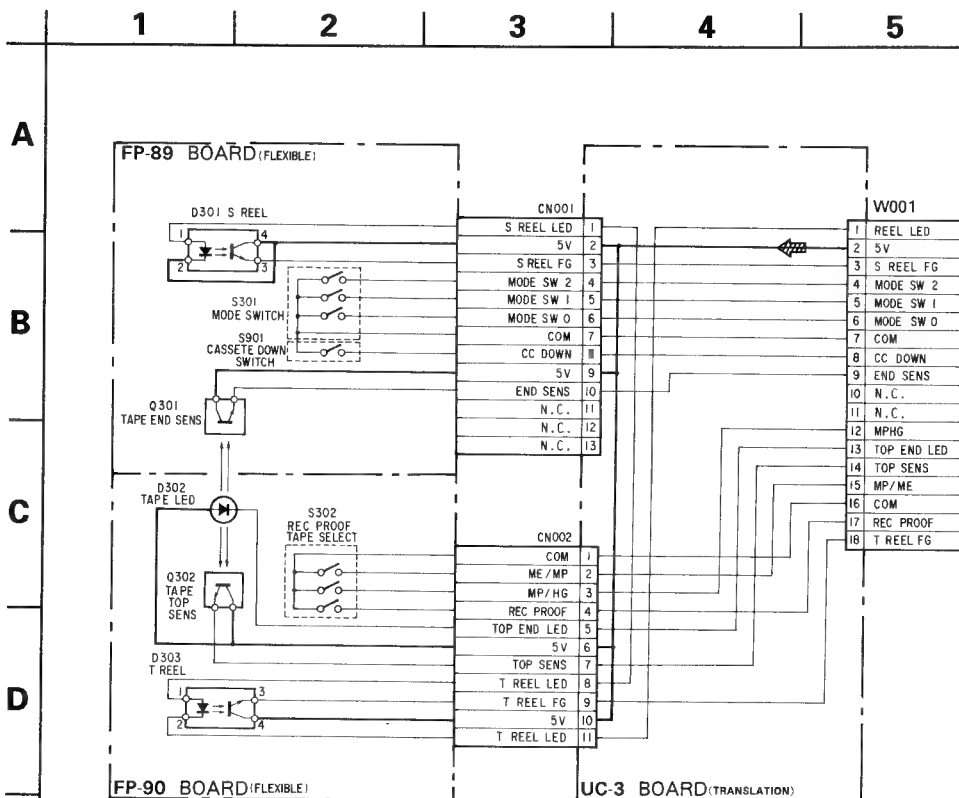 1 2 3 4 5
A
B
C
D
FP-89 BOARD(FLEXIBLE)
D301 S REEL
1
4
2
3
S301
MODE SWITCH
S901
CASSETE DOWN
SWITCH
Q301
TAPE END SENS
D302
TAPE LED
S302
REC PROOF
TAPE SELECT
Q302
TAPE
TOP
SENS
D303
T REEL
1
3
2
4
FP-90 BOARD(FLEXIBLE)
CN001
S REEL LED 1
5V 2
S REEL FG 3
MODE SW 2 4
MODE SW 1 5
MODE SW 0 6
COM 7
CC DOWN
5V 9
END SENS 10
N.C. 11
N.C. 12
N.C. 13
CN002
COM 1
ME/MP 2
MP/HG 3
REC PROOF 4
TOP END LED 5
5V 6
TOP SENS 7
T REEL LED 8
T REEL FG 9
5V 10
T REEL LED 11
UC-3 BOARD(TRANSLATION)
W001
1 REEL LED
2 5V
3 S REEL FG
4 MODE SW 2
5 MODE SW 1
6 MODE SW 0
7 COM
8 CC DOWN
9 END SENS
10 N.C.
11 N.C.
12 MPHG
13 TOP END LED
14 TOP SENS
15 MP/ME
16 COM
17 REC PROOF
18 T REEL FG